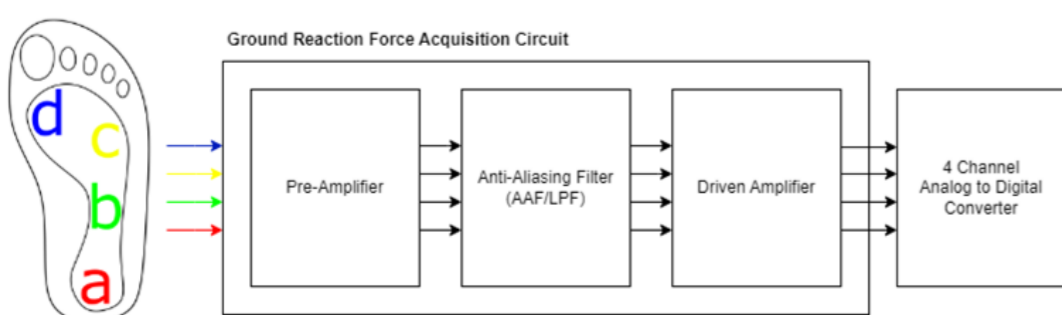 Ground Reaction Force Acquisition Circuit
d
c
b
a
Pre-Amplifier
Anti-Aliasing Filter
(AAF/LPF)
Driven Amplifier
4 Channel
Analog to Digital
Converter